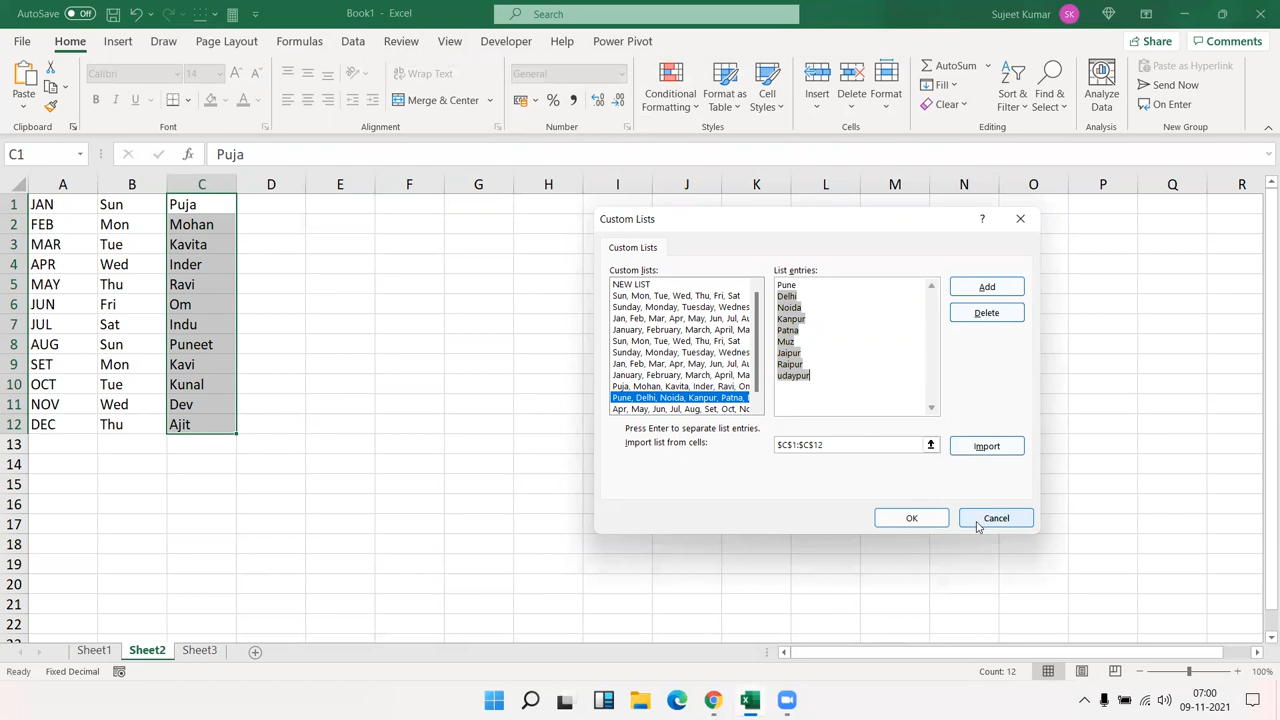 AutoSave Off Book1 - Excel Search Sujeet Kumar SK
File Home Insert Draw Page Layout Formulas Data Review View Developer Help Power Pivot Share Comments
Paste Calibri Wrap Text General Conditional Formatting Format as Table Cell Styles Insert Delete Format AutoSum Sort & Filter Find & Select Analyze Data Paste as Hyperlink
Fill Send Now
B I U Merge & Center % Clear On Enter
Clipboard Font Alignment Number Styles Cells Editing Analysis New Group
C1 fx Puja
A B C D E F G H I J K L M N O P Q R
1 JAN Sun Puja
2 FEB Mon Mohan
3 MAR Tue Kavita
4 APR Wed Inder
5 MAY Thu Ravi
6 JUN Fri Om
7 JUL Sat Indu
8 AUG Sun Puneet
9 SET Mon Kavi
10 OCT Tue Kunal
11 NOV Wed Dev
12 DEC Thu Ajit
13
14
15
16
17
18
19
20
21
22
Custom Lists ?
Custom Lists
Custom lists:
NEW LIST
Sun, Mon, Tue, Wed, Thu, Fri, Sat
Sunday, Monday, Tuesday, Wednes
Jan, Feb, Mar, Apr, May, Jun, Jul, Au
January, February, March, April, Ma
Sun, Mon, Tue, Wed, Thu, Fri, Sat
Sunday, Monday, Tuesday, Wednes
Jan, Feb, Mar, Apr, May, Jun, Jul, Au
January, February, March, April, Ma
Puja, Mohan, Kavita, Inder, Ravi, On
Pune, Delhi, Noida, Kanpur, Patna,
Apr, May, Jun, Jul, Aug, Set, Oct, Nc
List entries:
Pune
Delhi
Noida
Kanpur
Patna
Muz
Jaipur
Raipur
udaypur
Add
Delete
Press Enter to separate list entries.
Import list from cells: $C$1:$C$12 Import
OK Cancel
Sheet1 Sheet2 Sheet3
Ready Fixed Decimal Count: 12 100%
07:00
09-11-2021